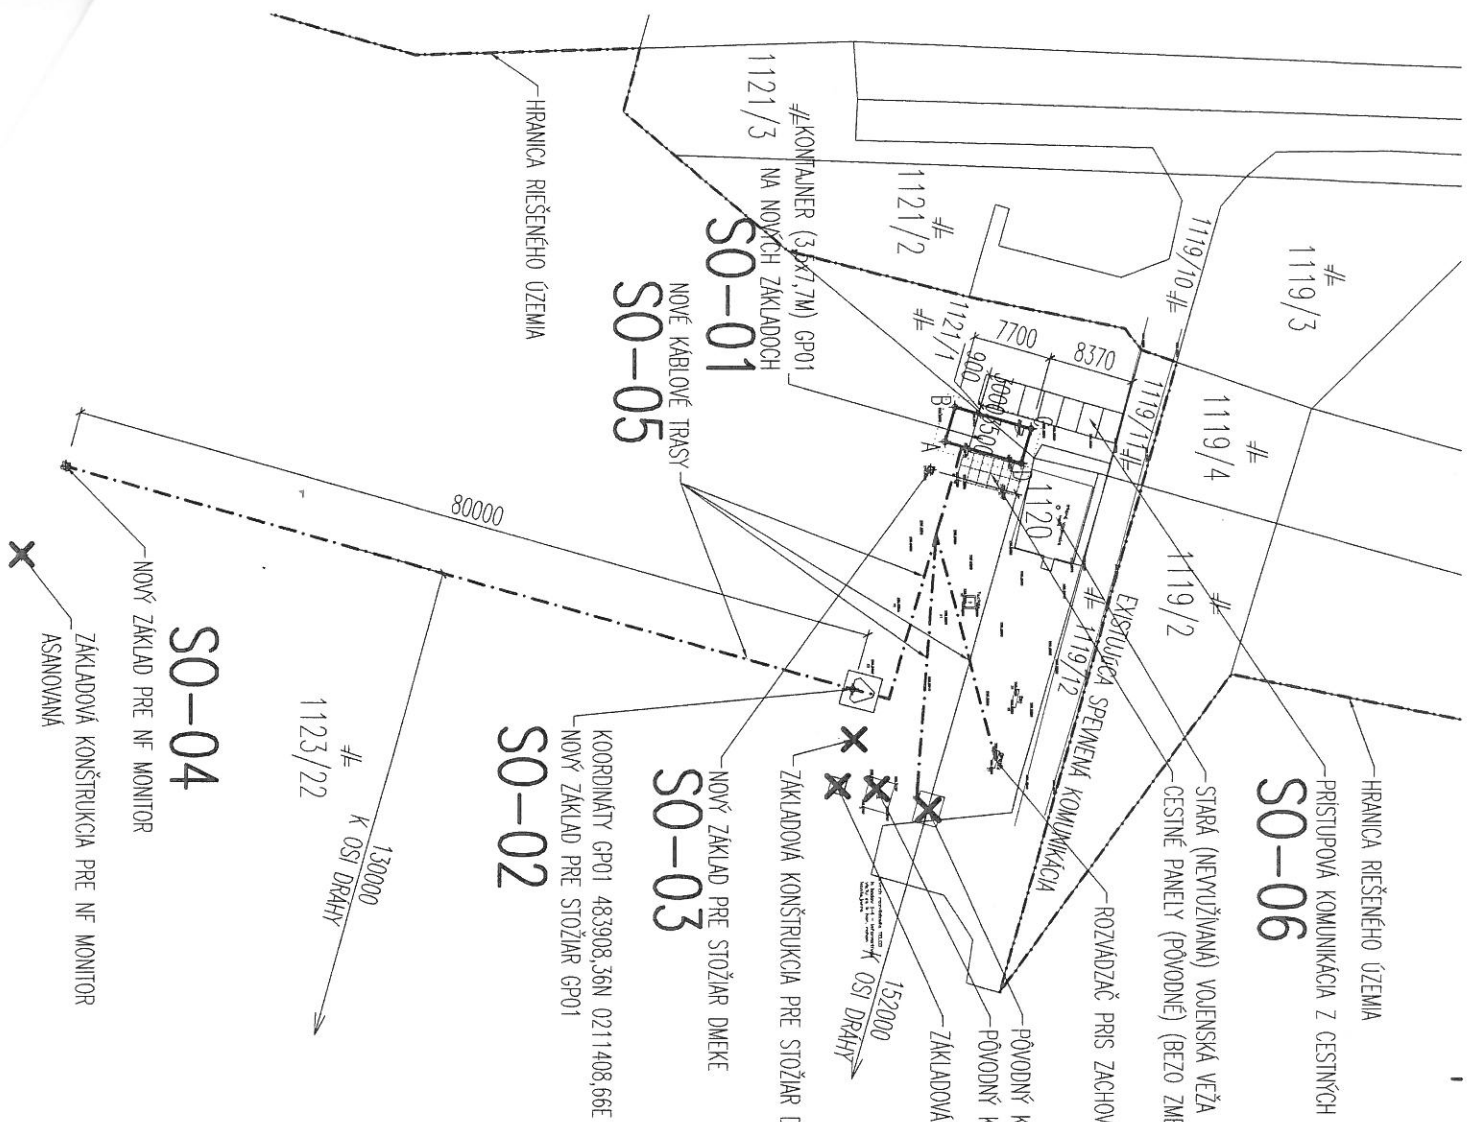 HRANICA RIEŠENÉHO ÚZEMIA
PRÍSTUPOVÁ KOMUNIKÁCIA Z CESTNÝCH
SO-06
STARÁ (NEVYUŽÍVANÁ) VOJENSKÁ VEŽA
CESTNÉ PANELY (PÔVODNÉ) (BEZO
ROZVÁDZAČ PRIS
PÔVODNÝ
PÔVODNÝ
ZÁKLADOVÁ
152000
K OSI DRÁHY
EXISTUJÚCA SPEVNENÁ KOMUNIKÁCIA
1119/3
1119/10
1119/4
1119/11
1119/2
1119/12
1120
1121/3
1121/2
1121/1
7700
8370
900
A
B
C
D
KONTAJNER (3,5X7,7M) GP01
NA NOVÝCH ZÁKLADOCH
SO-01
NOVÉ KÁBLOVÉ TRASY
SO-05
HRANICA RIEŠENÉHO ÚZEMIA
ZÁKLADOVÁ KONŠTRUKCIA PRE STOŽIAR
NOVÝ ZÁKLAD PRE STOŽIAR DMEKE
SO-03
KOORDINÁTY GP01 483908,36N 0211408,66E
NOVÝ ZÁKLAD PRE STOŽIAR GP01
SO-02
80000
130000
K OSI DRÁHY
1123/22
SO-04
NOVÝ ZÁKLAD PRE NF MONITOR
ZÁKLADOVÁ KONŠTRUKCIA PRE NF MONITOR
ASANOVANÁ